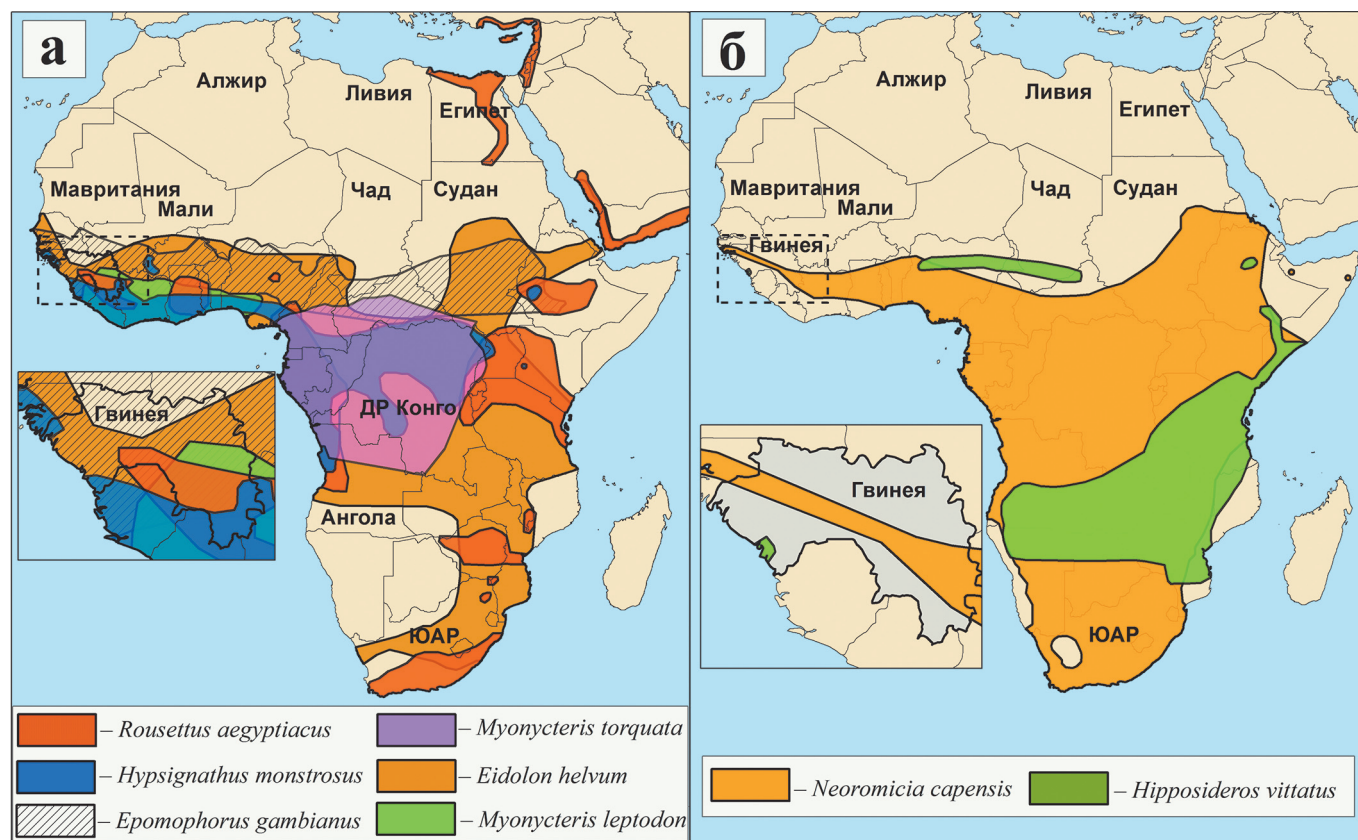 а
Алжир
Ливия
Египет
Мавритания
Мали
Чад
Судан
Гвинея
ДР Конго
Ангола
ЮАР
– Rousettus aegyptiacus
– Myonycteris torquata
– Hypsignathus monstrosus
– Eidolon helvum
– Epomophorus gambianus
– Myonycteris leptodon
б
Алжир
Ливия
Египет
Мавритания
Мали
Чад
Судан
Гвинея
Гвинея
ЮАР
– Neoromicia capensis
– Hipposideros vittatus